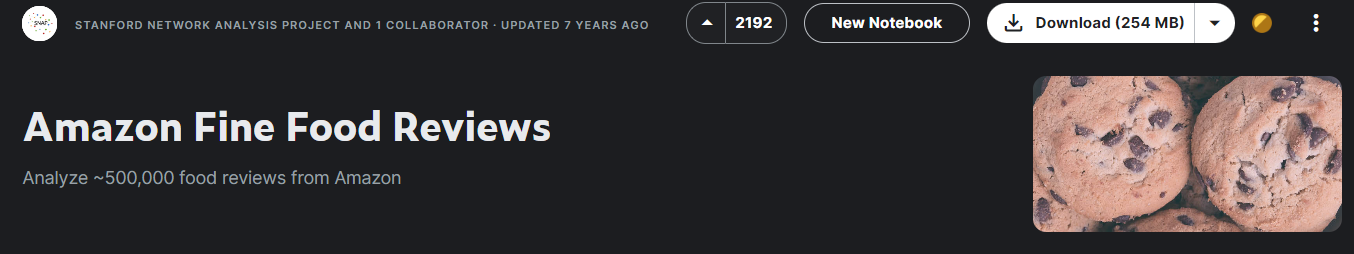 SNAP
STANFORD NETWORK ANALYSIS PROJECT AND 1 COLLABORATOR · UPDATED 7 YEARS AGO
2192
New Notebook
Download (254 MB)
Amazon Fine Food Reviews
Analyze ~500,000 food reviews from Amazon